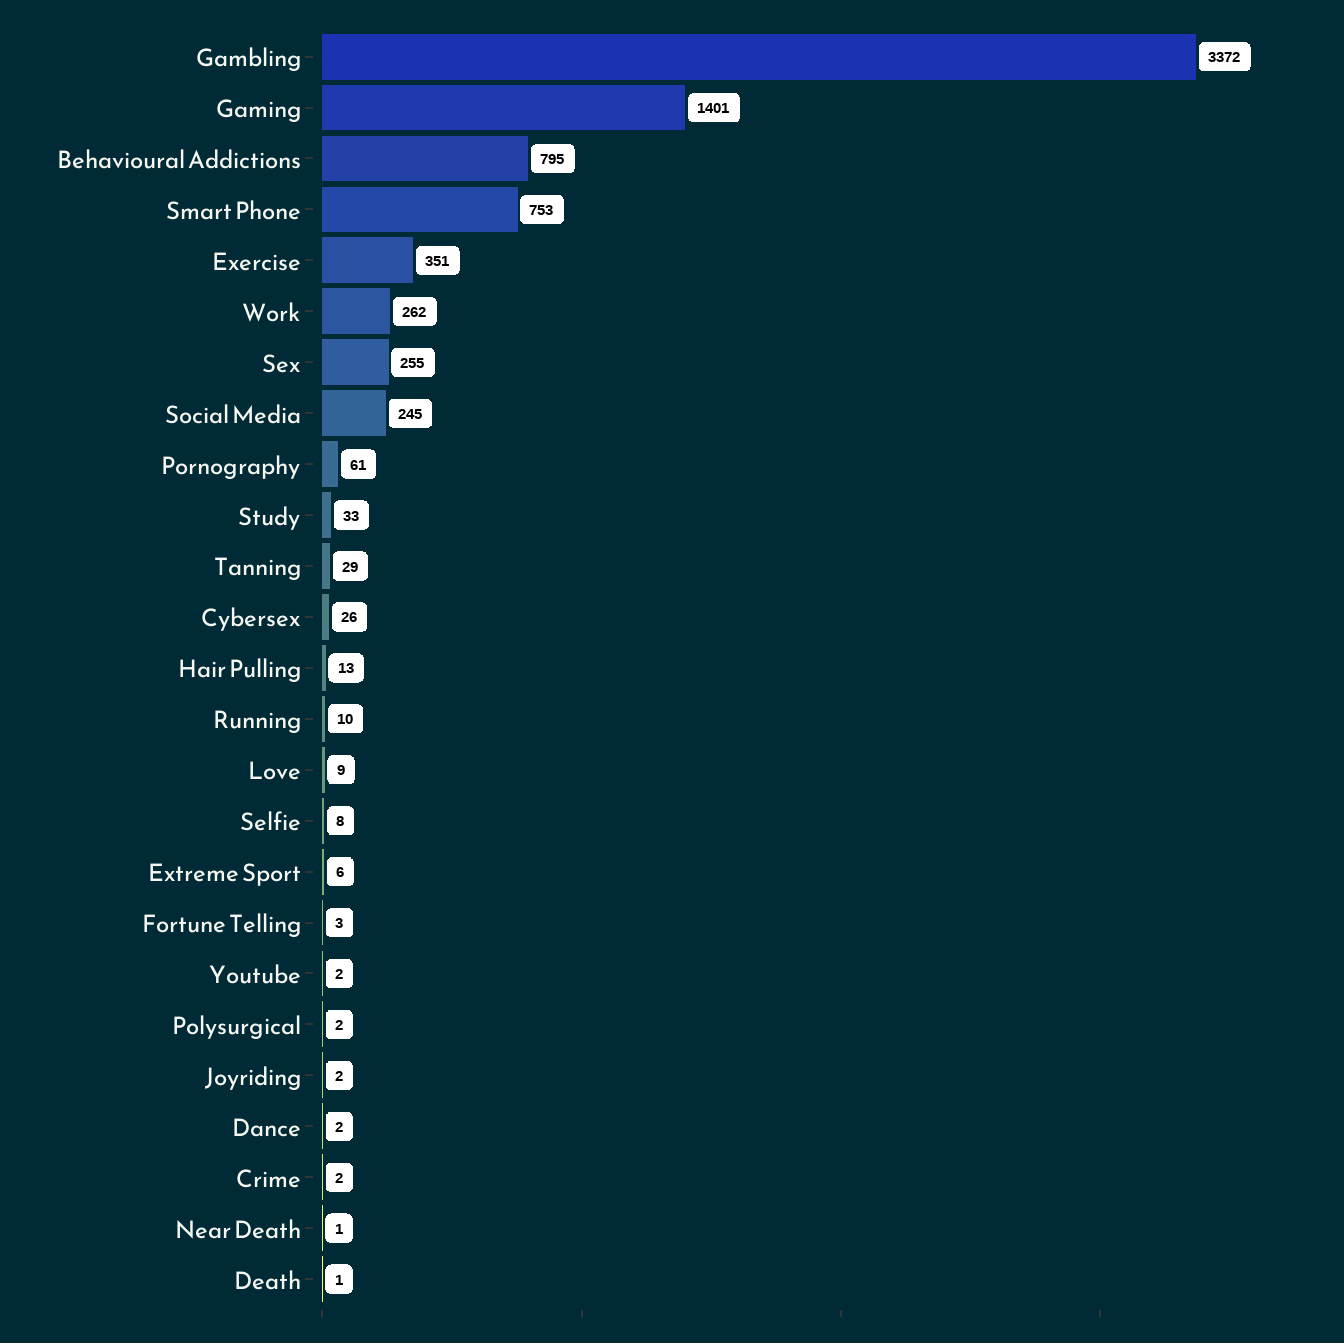 Gambling 3372
Gaming 1401
Behavioural Addictions 795
Smart Phone 753
Exercise 351
Work 262
Sex 255
Social Media 245
Pornography 61
Study 33
Tanning 29
Cybersex 26
Hair Pulling 13
Running 10
Love 9
Selfie 8
Extreme Sport 6
Fortune Telling 3
Youtube 2
Polysurgical 2
Joyriding 2
Dance 2
Crime 2
Near Death 1
Death 1